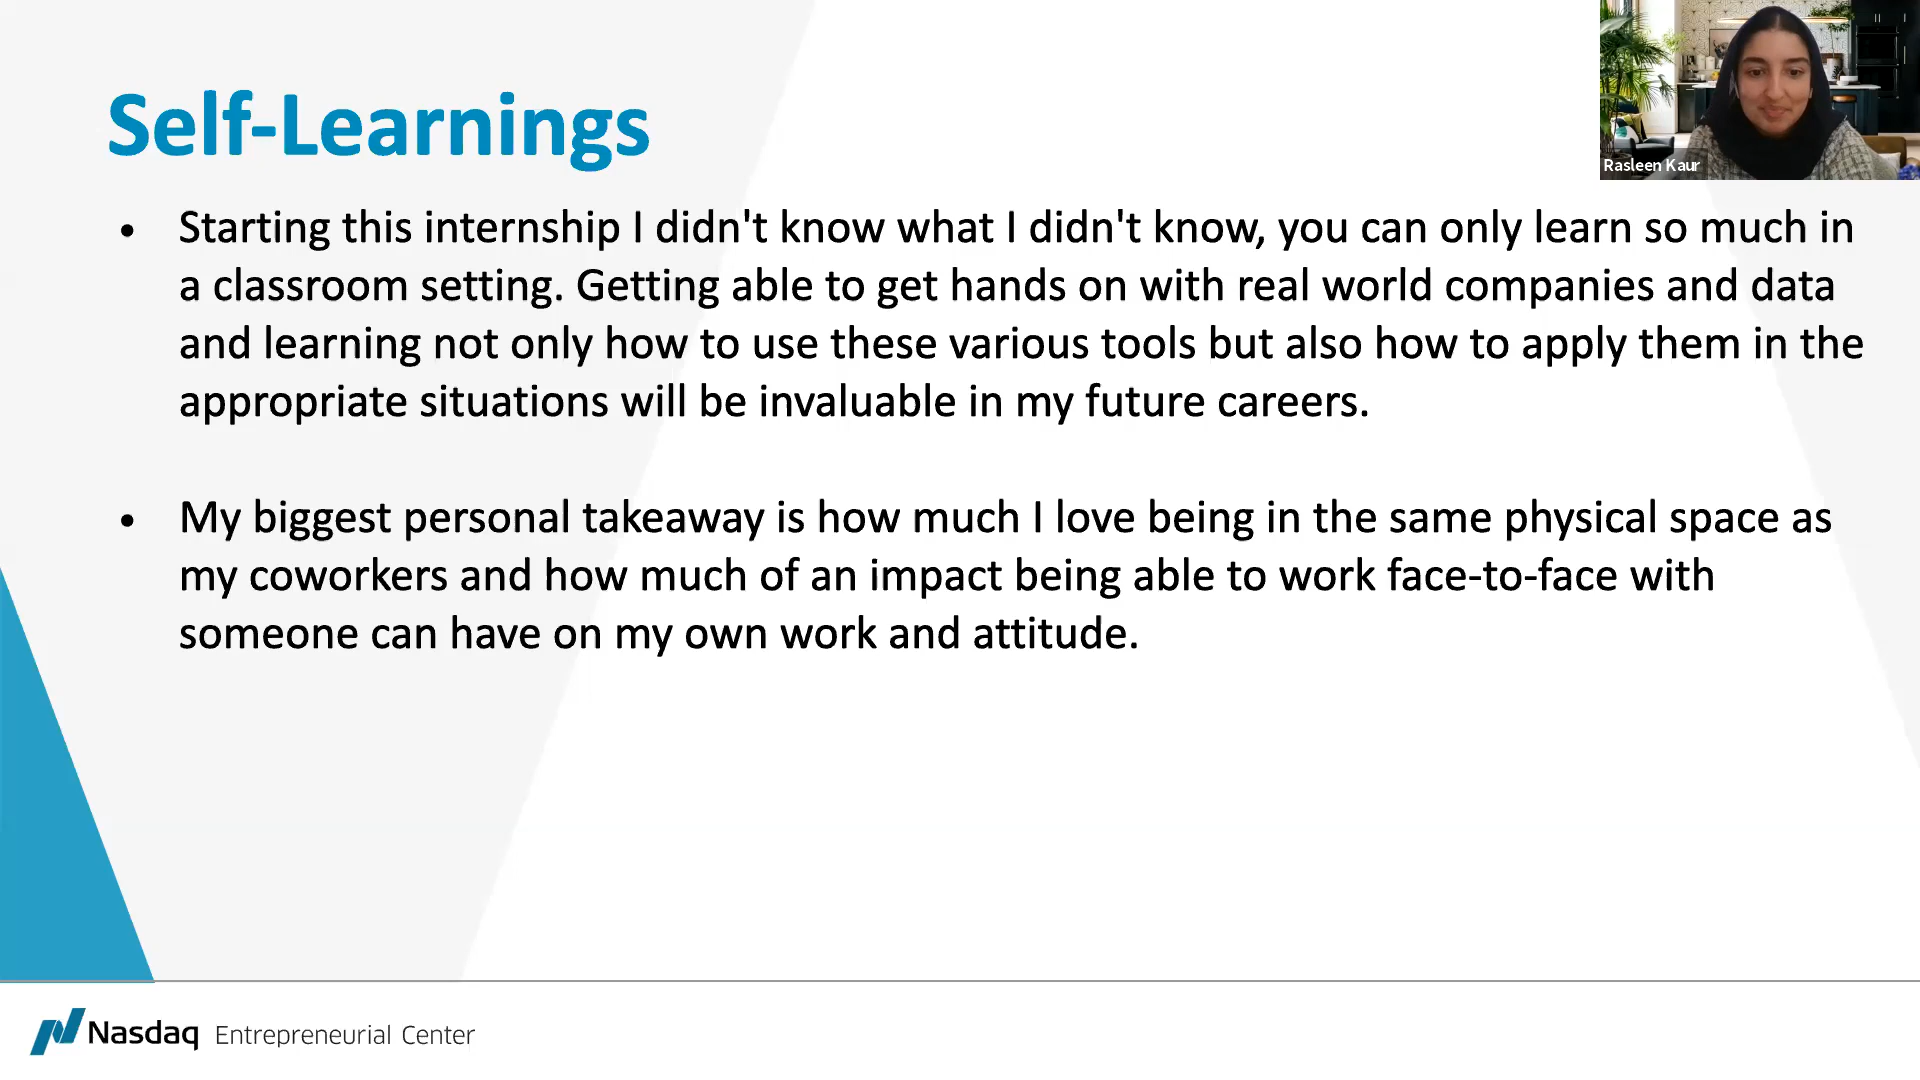 Self-Learnings
Rasleen Kaur
• Starting this internship I didn't know what I didn't know, you can only learn so much in
a classroom setting. Getting able to get hands on with real world companies and data
and learning not only how to use these various tools but also how to apply them in the
appropriate situations will be invaluable in my future careers.
• My biggest personal takeaway is how much I love being in the same physical space as
my coworkers and how much of an impact being able to work face-to-face with
someone can have on my own work and attitude.
Nasdaq Entrepreneurial Center